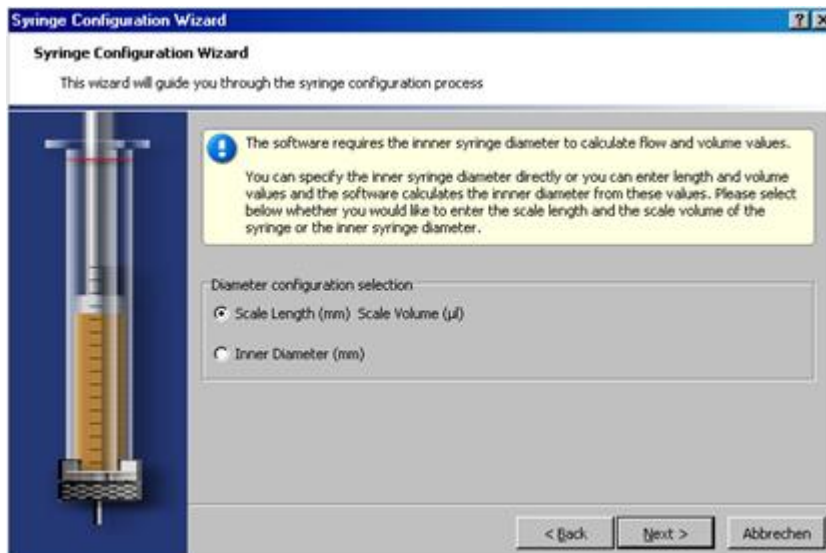 Syringe Configuration Wizard
Syringe Configuration Wizard
This wizard will guide you through the syringe configuration process
The software requires the innner syringe diameter to calculate flow and volume values.
You can specify the inner syringe diameter directly or you can enter length and volume
values and the software calculates the innner diameter from these values. Please select
below whether you would like to enter the scale length and the scale volume of the
syringe or the inner syringe diameter.
Diameter configuration selection
Scale Length (mm) Scale Volume (µl)
Inner Diameter (mm)
< Back Next > Abbrechen